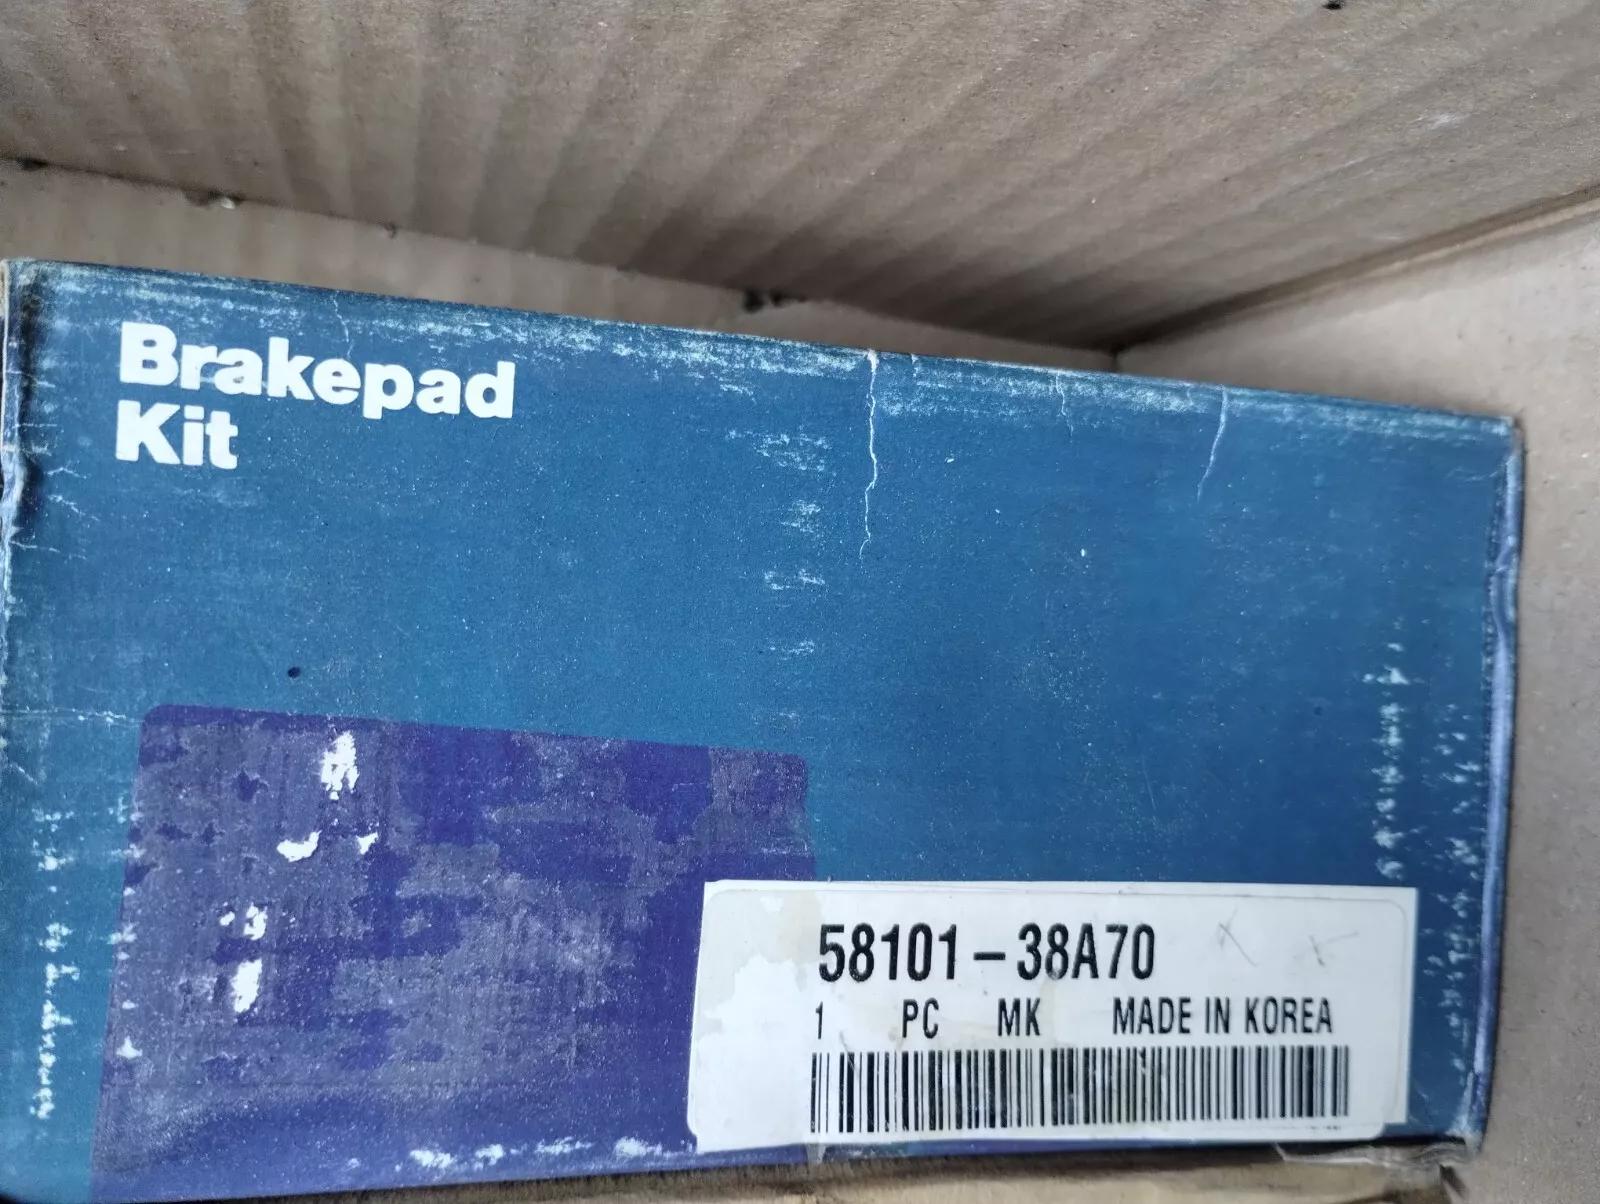 Brakepad
Kit
58101-38A70
1 PC MK MADE IN KOREA